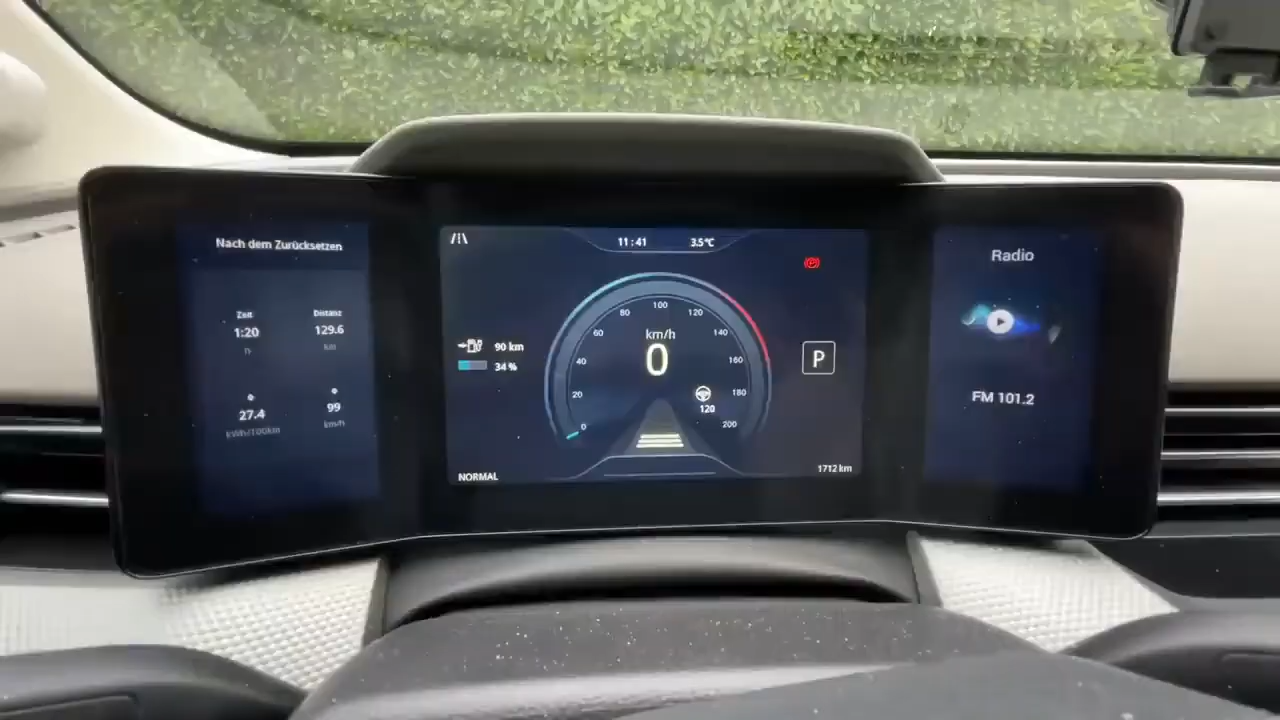 Nach dem Zurücksetzen
Zeit
Distanz
1:20
129.6
km
27.4
99
kWh/100km
km/h
11:41
3.5°C
90 km
34 %
km/h
0
0
20
40
60
80
100
120
140
160
180
200
120
P
NORMAL
1712 km
Radio
FM 101.2